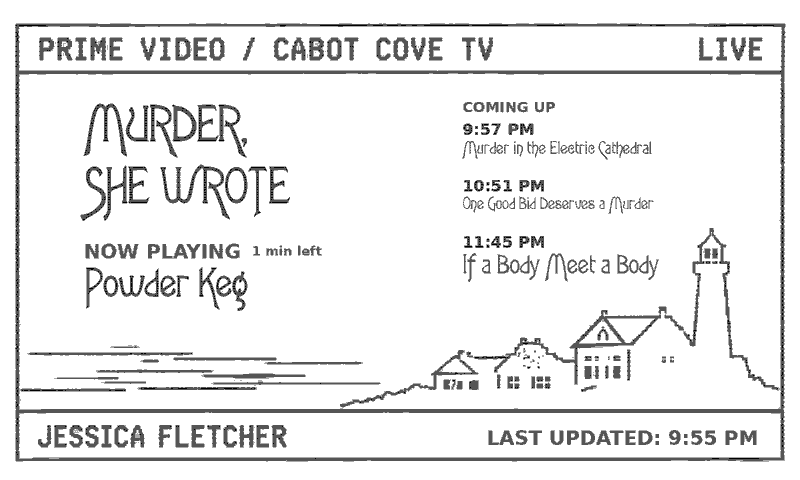 PRIME VIDEO / CABOT COVE TV
LIVE
MURDER,
SHE WROTE
NOW PLAYING 1 min left
Powder Keg
COMING UP
9:57 PM
Murder in the Electric Cathedral
10:51 PM
One Good Bid Deserves a Murder
11:45 PM
If a Body Meet a Body
JESSICA FLETCHER
LAST UPDATED: 9:55 PM